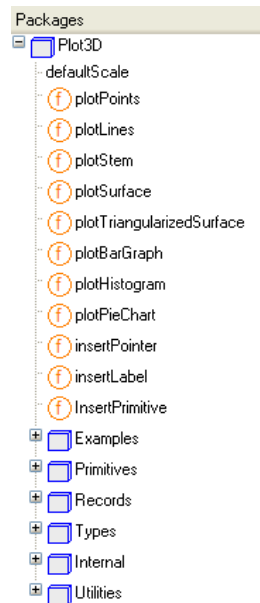 Packages
Plot3D
defaultScale
f plotPoints
f plotLines
f plotStem
f plotSurface
f plotTriangularizedSurface
f plotBarGraph
f plotHistogram
f plotPieChart
f insertPointer
f insertLabel
f InsertPrimitive
Examples
Primitives
Records
Types
Internal
Utilities